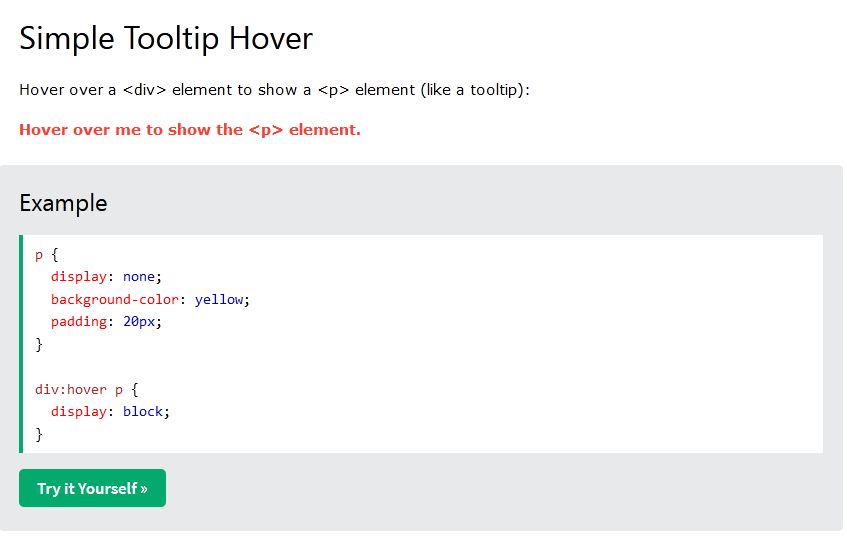 Simple Tooltip Hover
Hover over a <div> element to show a <p> element (like a tooltip):
Hover over me to show the <p> element.
Example
p {
  display: none;
  background-color: yellow;
  padding: 20px;
}

div:hover p {
  display: block;
}
Try it Yourself »